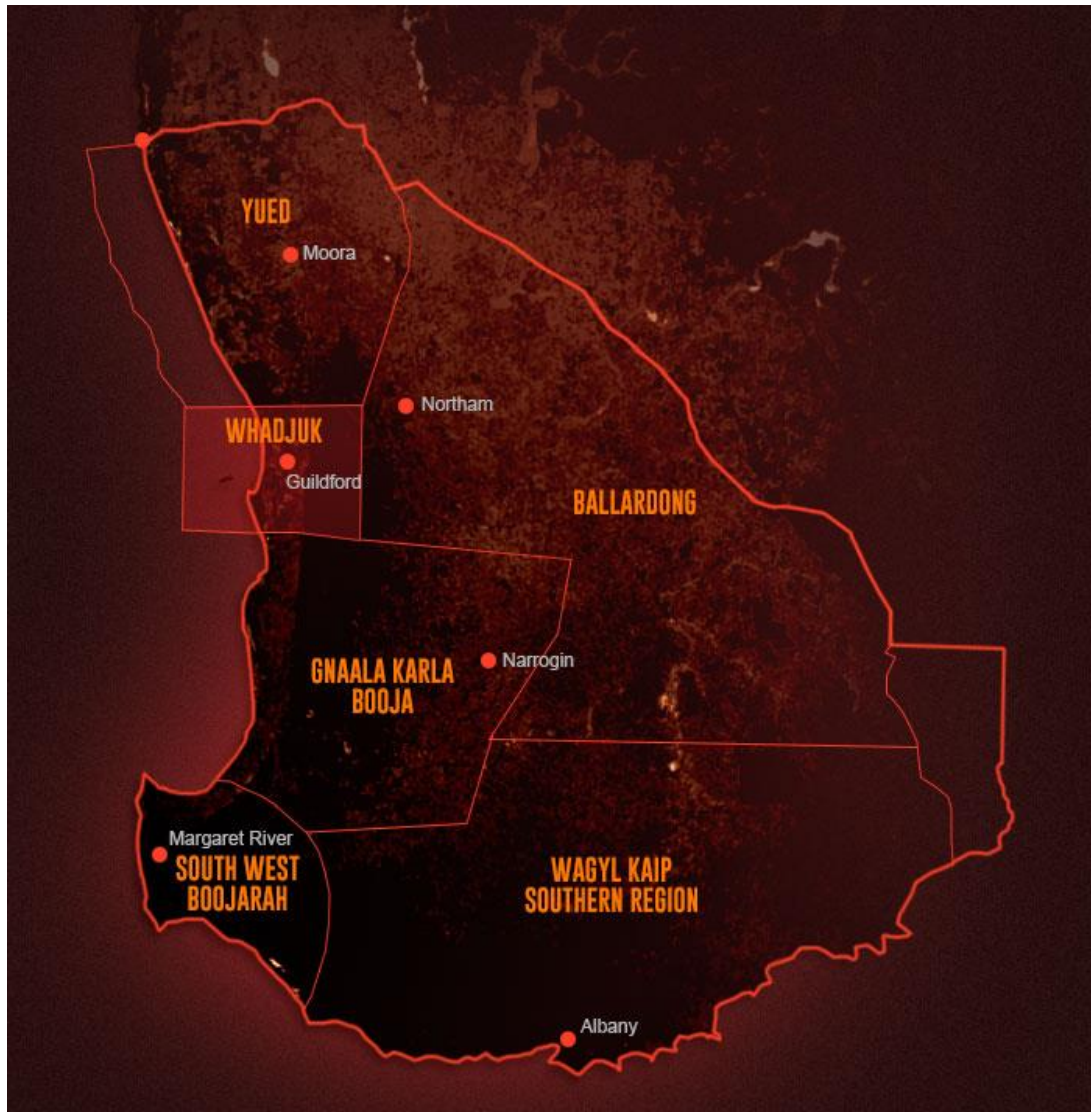 YUED
Moora
Northam
WHADJUK
Guildford
BALLARDONG
Narrogin
GNAALA KARLA
BOOJA
Margaret River
SOUTH WEST
BOOJARAH
WAGYL KAIP
SOUTHERN REGION
Albany